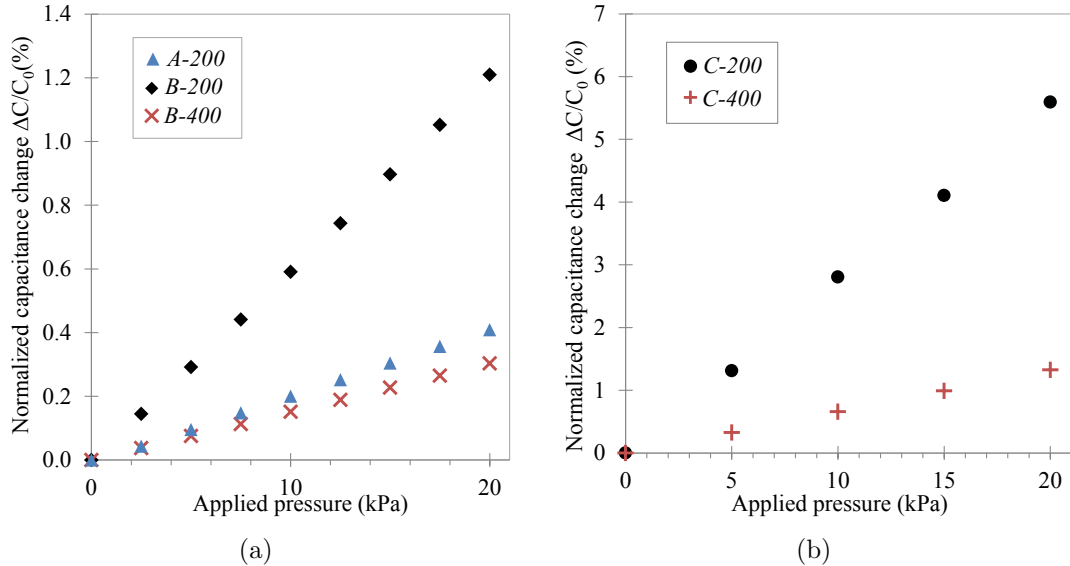 Normalized capacitance change ΔC/C₀(%)
1.4
1.2
1.0
0.8
0.6
0.4
0.2
0.0
A-200
B-200
B-400
0
10
20
Applied pressure (kPa)
(a)
Normalized capacitance change ΔC/C₀(%)
7
6
5
4
3
2
1
0
C-200
C-400
0
5
10
15
20
Applied pressure (kPa)
(b)